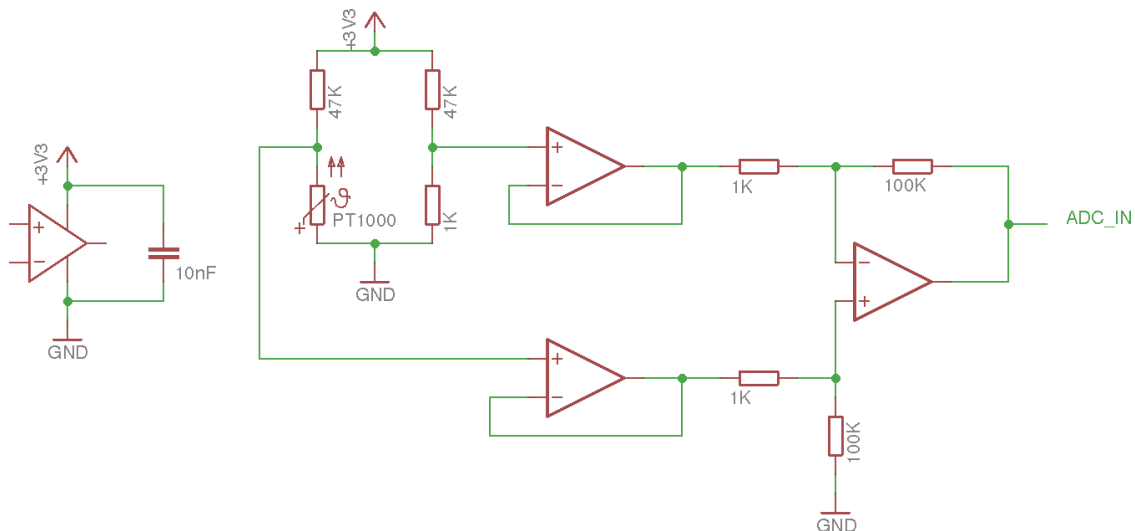 +3V3
+3V3
47K
47K
+
-
+
-
1K
100K
ADC_IN
+
ϑ
PT1000
1K
-
+
10nF
GND
GND
+
-
1K
100K
GND